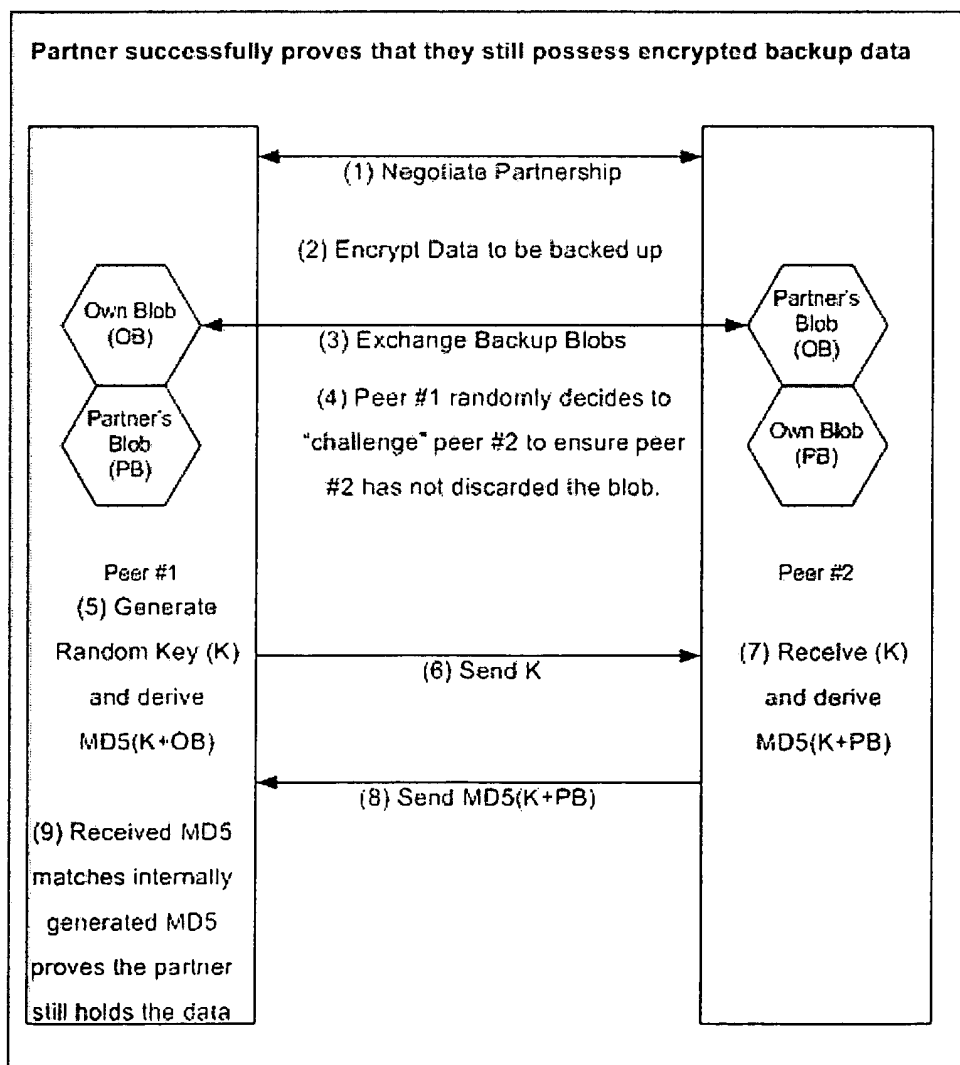 Partner successfully proves that they still possess encrypted backup data
(1) Negotiate Partnership
(2) Encrypt Data to be backed up
Own Blob
(OB)
Partner's
Blob
(OB)
(3) Exchange Backup Blobs
Partner's
Blob
(PB)
(4) Peer #1 randomly decides to
"challenge" peer #2 to ensure peer
#2 has not discarded the blob.
Own Blob
(PB)
Peer #1
Peer #2
(5) Generate
Random Key (K)
and derive
MD5(K+OB)
(6) Send K
(7) Receive (K)
and derive
MD5(K+PB)
(8) Send MD5(K+PB)
(9) Received MD5
matches internally
generated MD5
proves the partner
still holds the data